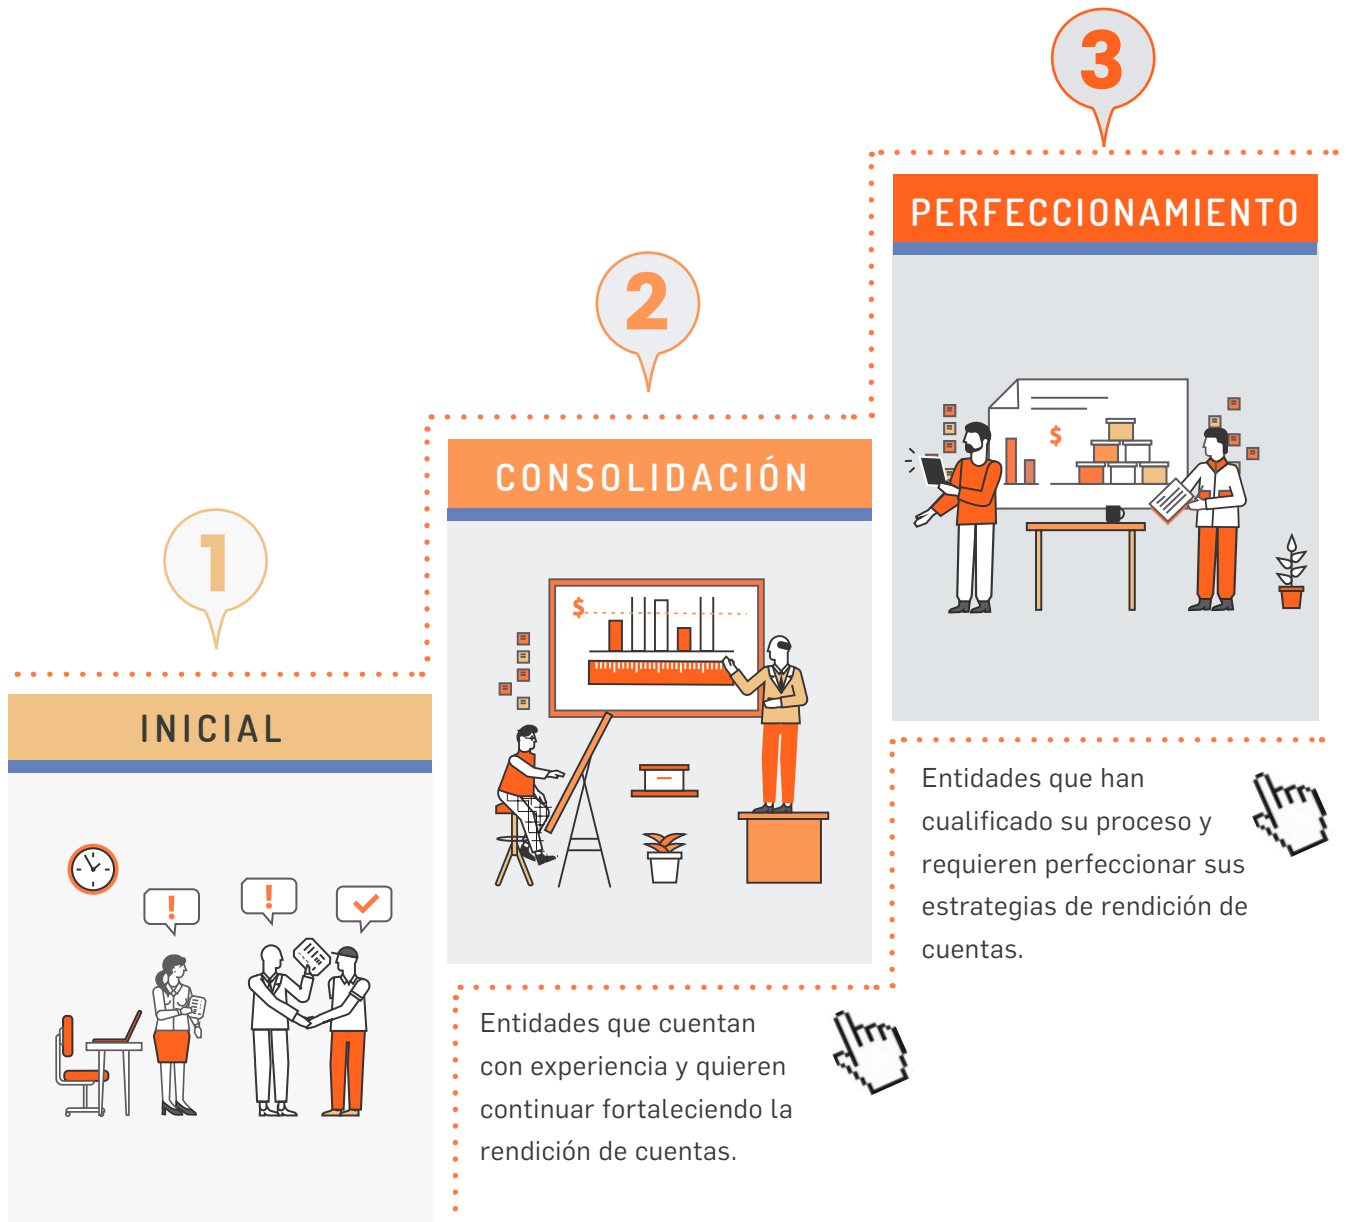 1
INICIAL
!
!
2
CONSOLIDACIÓN
$
Entidades que cuentan
con experiencia y quieren
continuar fortaleciendo la
rendición de cuentas.
3
PERFECCIONAMIENTO
$
Entidades que han
cualificado su proceso y
requieren perfeccionar sus
estrategias de rendición de
cuentas.